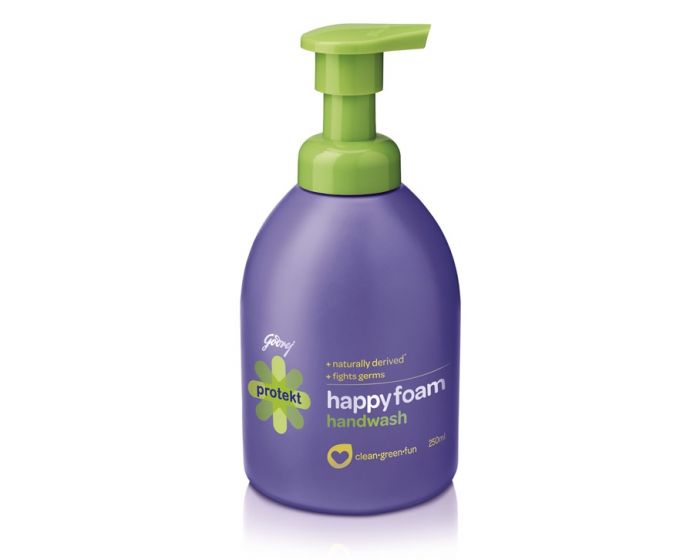 Godrej
protekt
+ naturally derived*
+ fights germs
happy foam
handwash
clean•green•fun
250ml